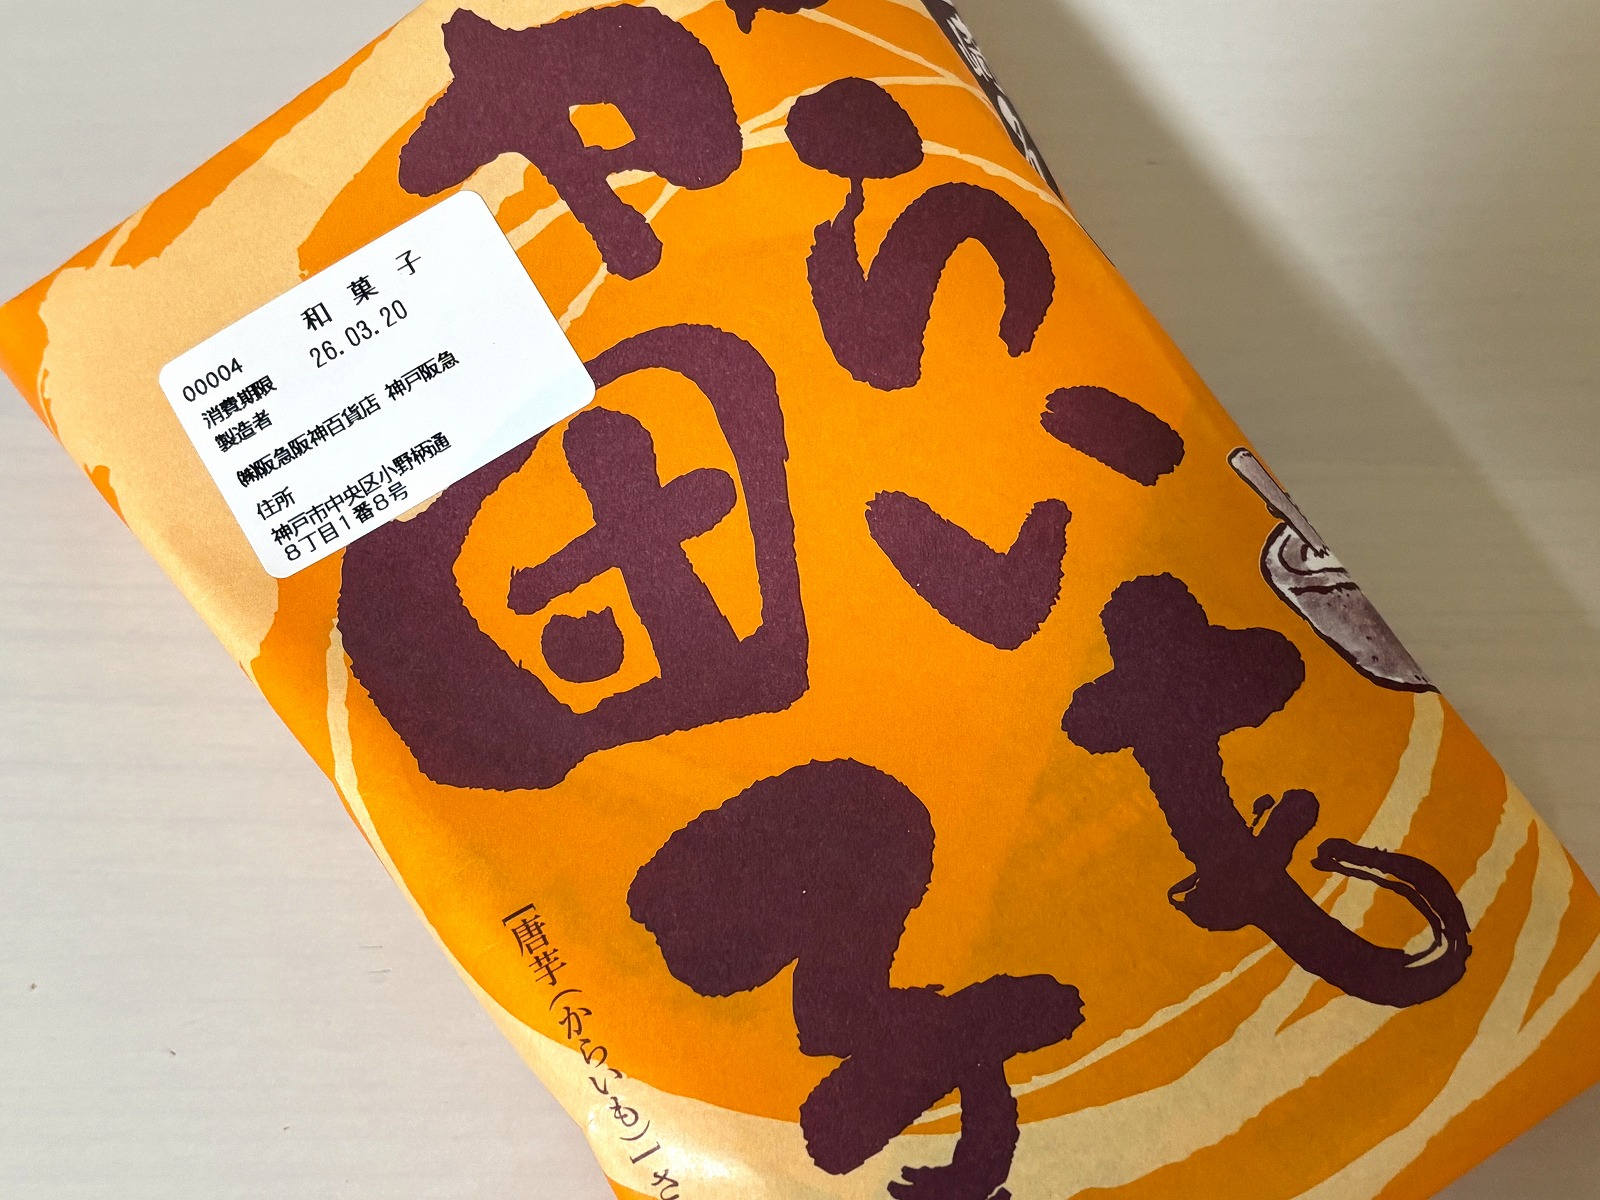 らいも
団子
和菓子
00004
消費期限 26.03.20
製造者
㈱阪急阪神百貨店 神戸阪急
住所
神戸市中央区小野柄通
8丁目1番8号
【唐芋(からいも)】さ